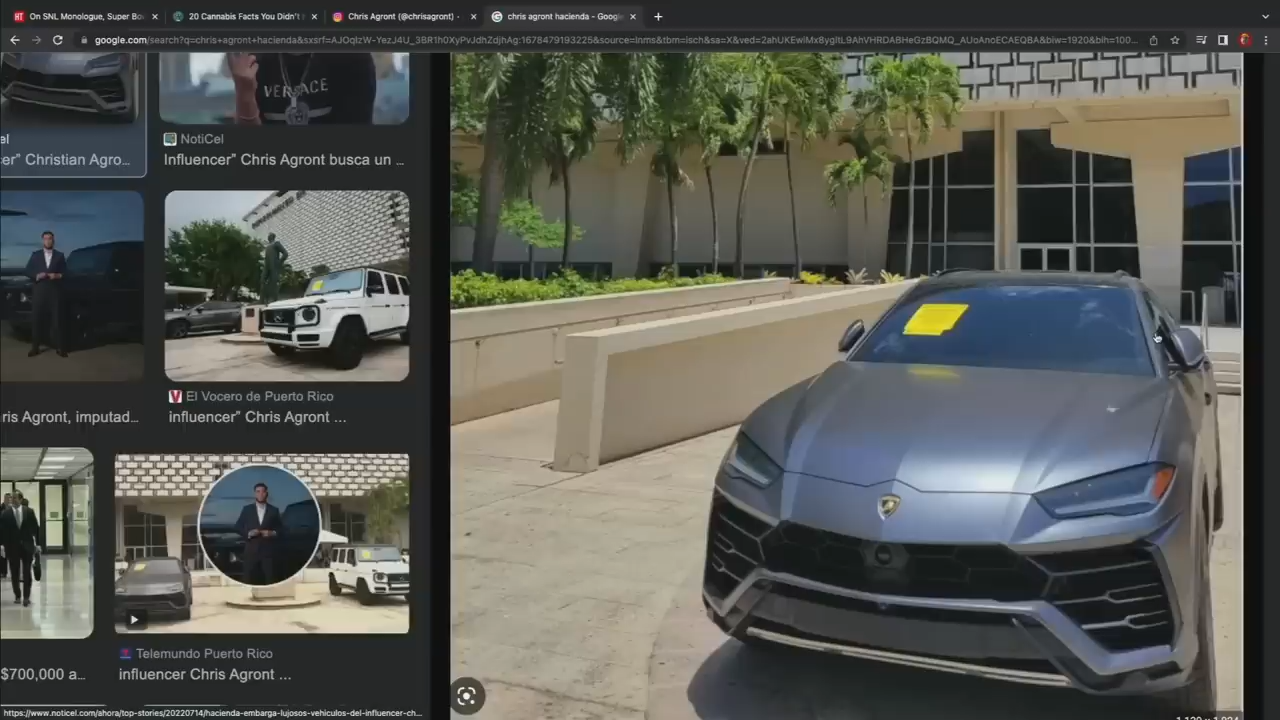 On SNL Monologue, Super Bo
20 Cannabis Facts You Didn't
Chris Agront (@chrisagront) ·
chris agront hacienda - Google
google.com/search?q=chris+agront+hacienda&sxsrf=AJOqlzW-YezJ4U_3BR1h0XyPvJdhZdjhAg:1678479193225&source=lnms&tbm=isch&sa=X&ved=2ahUKEwiMx8ygltL9AhVHRDABHeGzBQMQ_AUoAnoECAEQBA&biw=1920&bih=100...
VERSACE
el
er" Christian Agro...
NotiCel
Influencer" Chris Agront busca un ...
ris Agront, imputad...
El Vocero de Puerto Rico
influencer" Chris Agront ...
$700,000 a...
Telemundo Puerto Rico
influencer Chris Agront ...
https://www.noticel.com/ahora/top-stories/20220714/hacienda-embarga-lujosos-vehiculos-del-influencer-ch...